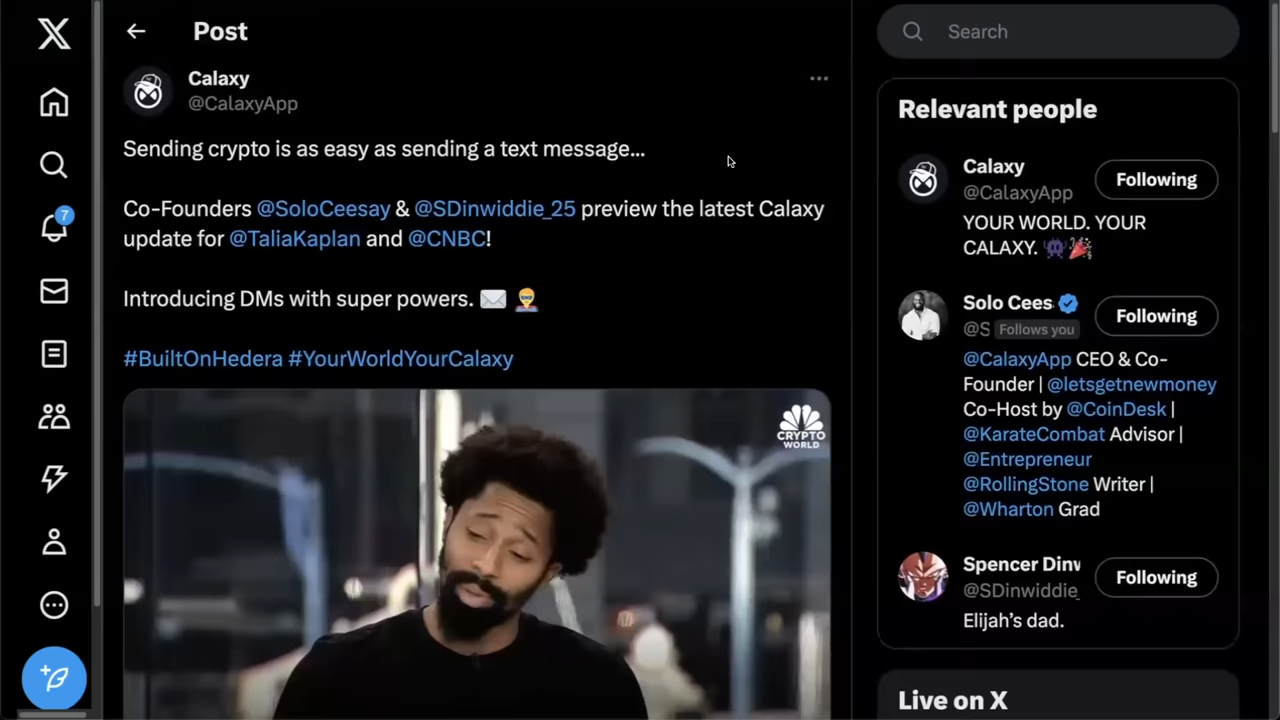 Post
Calaxy
@CalaxyApp
Sending crypto is as easy as sending a text message...
Co-Founders @SoloCeesay & @SDinwiddie_25 preview the latest Calaxy
update for @TaliaKaplan and @CNBC!
Introducing DMs with super powers.
#BuiltOnHedera #YourWorldYourCalaxy
CRYPTO
WORLD
7
Search
Relevant people
Calaxy
@CalaxyApp
Following
YOUR WORLD. YOUR
CALAXY.
Solo Cees
@S Follows you
Following
@CalaxyApp CEO & Co-
Founder | @letsgetnewmoney
Co-Host by @CoinDesk |
@KarateCombat Advisor |
@Entrepreneur
@RollingStone Writer |
@Wharton Grad
Spencer Dinw
@SDinwiddie_
Following
Elijah’s dad.
Live on X